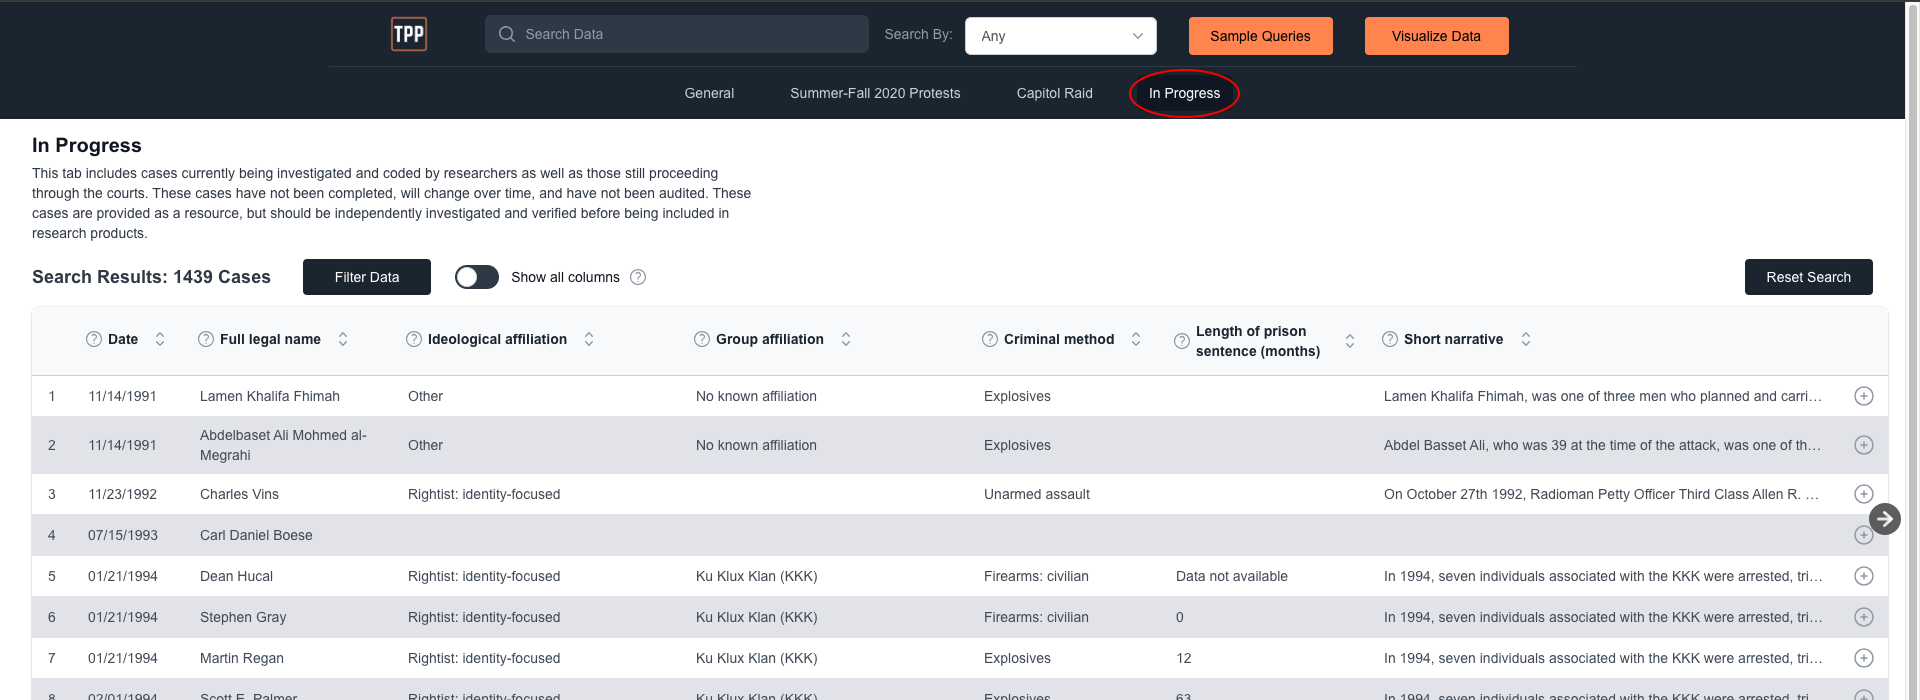 TPP
Search Data
Search By:
Any
Sample Queries
Visualize Data
General
Summer-Fall 2020 Protests
Capitol Raid
In Progress
In Progress
This tab includes cases currently being investigated and coded by researchers as well as those still proceeding
through the courts. These cases have not been completed, will change over time, and have not been audited. These
cases are provided as a resource, but should be independently investigated and verified before being included in
research products.
Search Results: 1439 Cases
Filter Data
Show all columns ?
Reset Search
? Date ? Full legal name ? Ideological affiliation ? Group affiliation ? Criminal method ? Length of prison sentence (months) ? Short narrative
1 11/14/1991 Lamen Khalifa Fhimah Other No known affiliation Explosives Lamen Khalifa Fhimah, was one of three men who planned and carri...
2 11/14/1991 Abdelbaset Ali Mohmed al-Megrahi Other No known affiliation Explosives Abdel Basset Ali, who was 39 at the time of the attack, was one of th...
3 11/23/1992 Charles Vins Rightist: identity-focused Unarmed assault On October 27th 1992, Radioman Petty Officer Third Class Allen R. ...
4 07/15/1993 Carl Daniel Boese
5 01/21/1994 Dean Hucal Rightist: identity-focused Ku Klux Klan (KKK) Firearms: civilian Data not available In 1994, seven individuals associated with the KKK were arrested, tri...
6 01/21/1994 Stephen Gray Rightist: identity-focused Ku Klux Klan (KKK) Firearms: civilian 0 In 1994, seven individuals associated with the KKK were arrested, tri...
7 01/21/1994 Martin Regan Rightist: identity-focused Ku Klux Klan (KKK) Explosives 12 In 1994, seven individuals associated with the KKK were arrested, tri...
8 02/01/1994 Scott E. Palmer Rightist: identity-focused Ku Klux Klan (KKK) Explosives 63 In 1994, seven individuals associated with the KKK were arrested, tri...